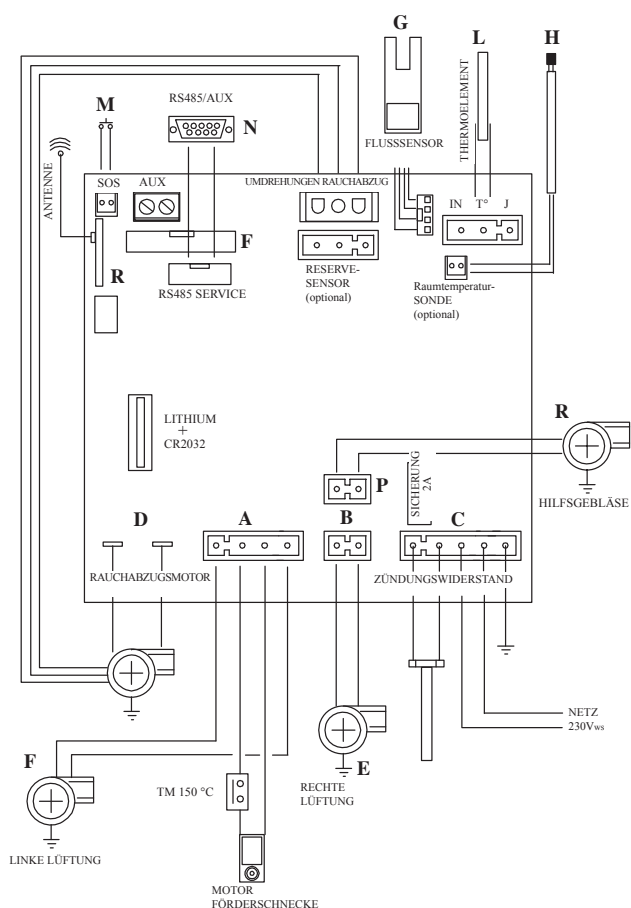 G
L
H
RS485/AUX
M
N
FLUSSSENSOR
THERMOELEMENT
ANTENNE
SOS
AUX
UMDREHUNGEN RAUCHABZUG
IN T° J
F
R
RS485 SERVICE
RESERVE-
SENSOR
(optional)
Raumtemperatur-
SONDE
(optional)
LITHIUM
+
CR2032
R
HILFSGEBLÄSE
P
SICHERUNG
2A
D
A
B
C
RAUCHABZUGSMOTOR
ZÜNDUNGSWIDERSTAND
NETZ
230Vws
F
LINKE LÜFTUNG
TM 150 °C
E
RECHTE
LÜFTUNG
MOTOR
FÖRDERSCHNECKE